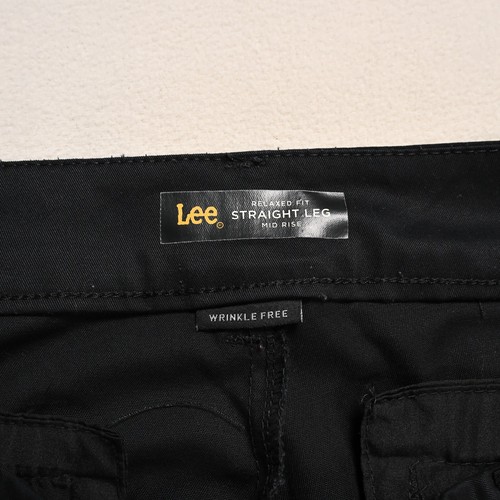 Lee®
RELAXED FIT
STRAIGHT LEG
MID RISE
WRINKLE FREE